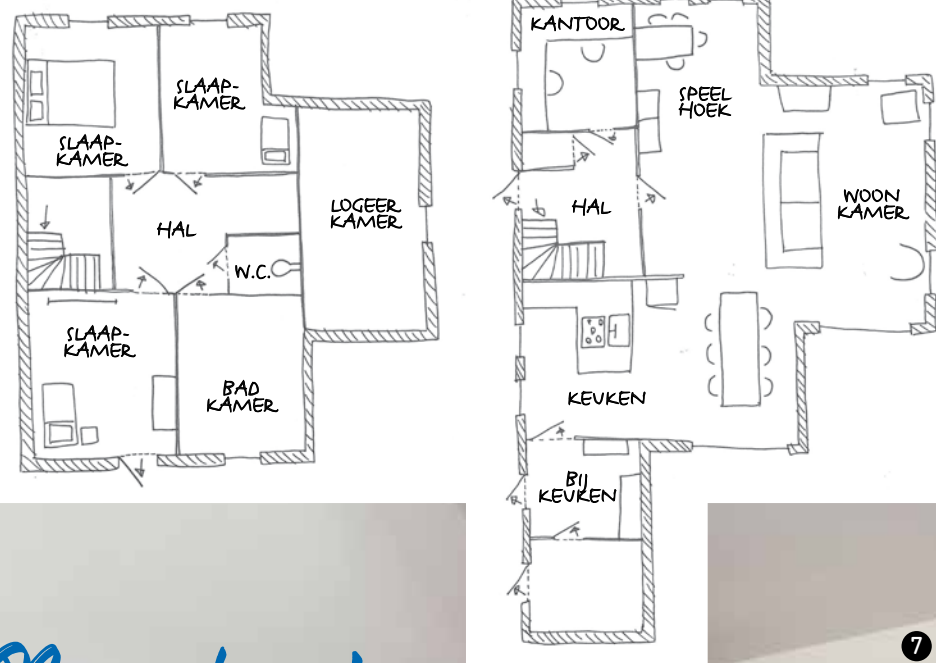 SLAAP-
KAMER
SLAAP-
KAMER
HAL
LOGEER
KAMER
W.C.
SLAAP-
KAMER
BAD
KAMER
KANTOOR
SPEEL
HOEK
HAL
WOON
KAMER
KEUKEN
BIJ
KEUKEN
7